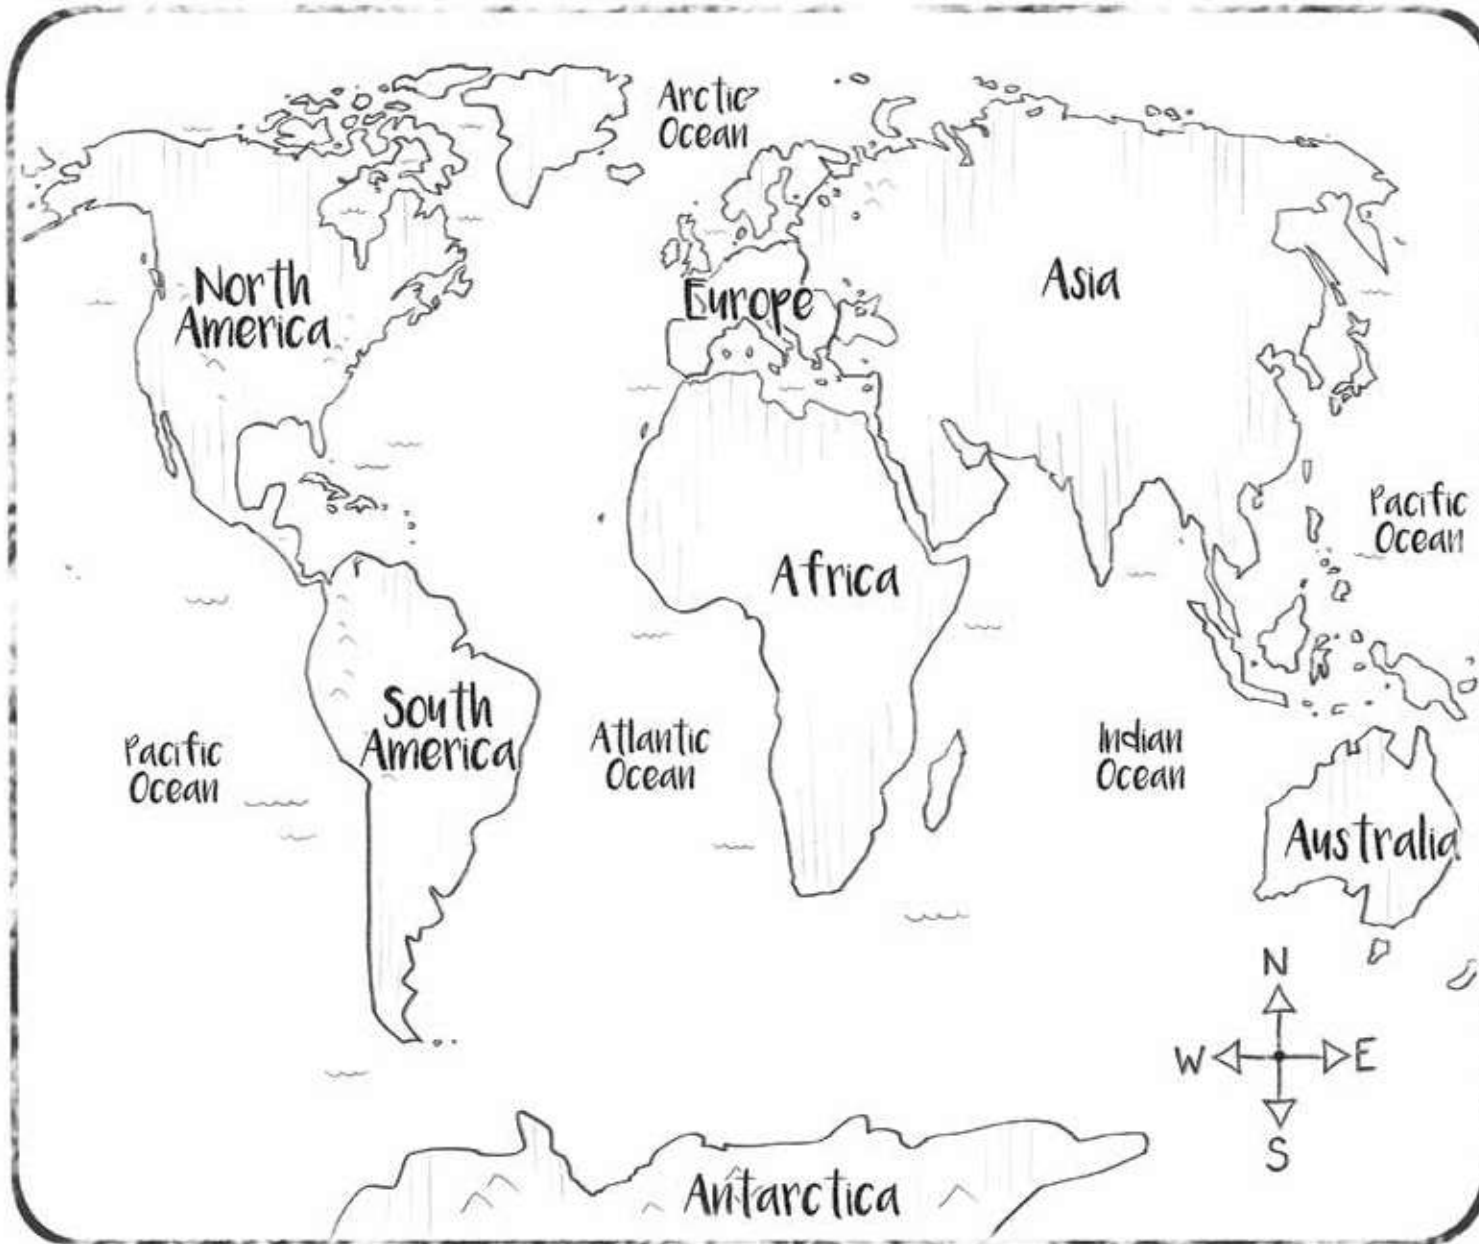 Arctic
Ocean
North
America
Europe
Asia
Pacific
Ocean
Africa
South
America
Pacific
Ocean
Atlantic
Ocean
Indian
Ocean
Australia
N
W E
S
Antarctica